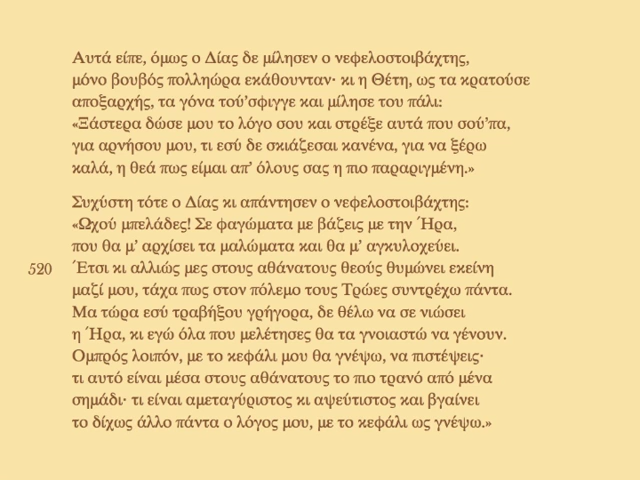 Αυτά είπε, όμως ο Δίας δε μίλησεν ο νεφελοστοιβάχτης,
μόνο βουβός πολληώρα εκάθουνταν· κι η Θέτη, ως τα κρατούσε
αποξαρχής, τα γόνα τού'σφιγγε και μίλησε του πάλι:
«Ξάστερα δώσε μου το λόγο σου και στρέξε αυτά που σού'πα,
για αρνήσου μου, τι εσύ δε σκιάζεσαι κανένα, για να ξέρω
καλά, η θεά πως είμαι απ' όλους σας η πιο παραριγμένη.»
Συχύστη τότε ο Δίας κι απάντησεν ο νεφελοστοιβάχτης:
«Ωχού μπελάδες! Σε φαγώματα με βάζεις με την Ήρα,
που θα μ' αρχίσει τα μαλώματα και θα μ' αγκυλοχεύει.
520 Έτσι κι αλλιώς μες στους αθάνατους θεούς θυμώνει εκείνη
μαζί μου, τάχα πως στον πόλεμο τους Τρώες συντρέχω πάντα.
Μα τώρα εσύ τραβήξου γρήγορα, δε θέλω να σε νιώσει
η Ήρα, κι εγώ όλα που μελέτησες θα τα γνοιαστώ να γένουν.
Ομπρός λοιπόν, με το κεφάλι μου θα γνέψω, να πιστέψεις·
τι αυτό είναι μέσα στους αθάνατους το πιο τρανό από μένα
σημάδι· τι είναι αμεταγύριστος κι αψεύτιστος και βγαίνει
το δίχως άλλο πάντα ο λόγος μου, με το κεφάλι ως γνέψω.»